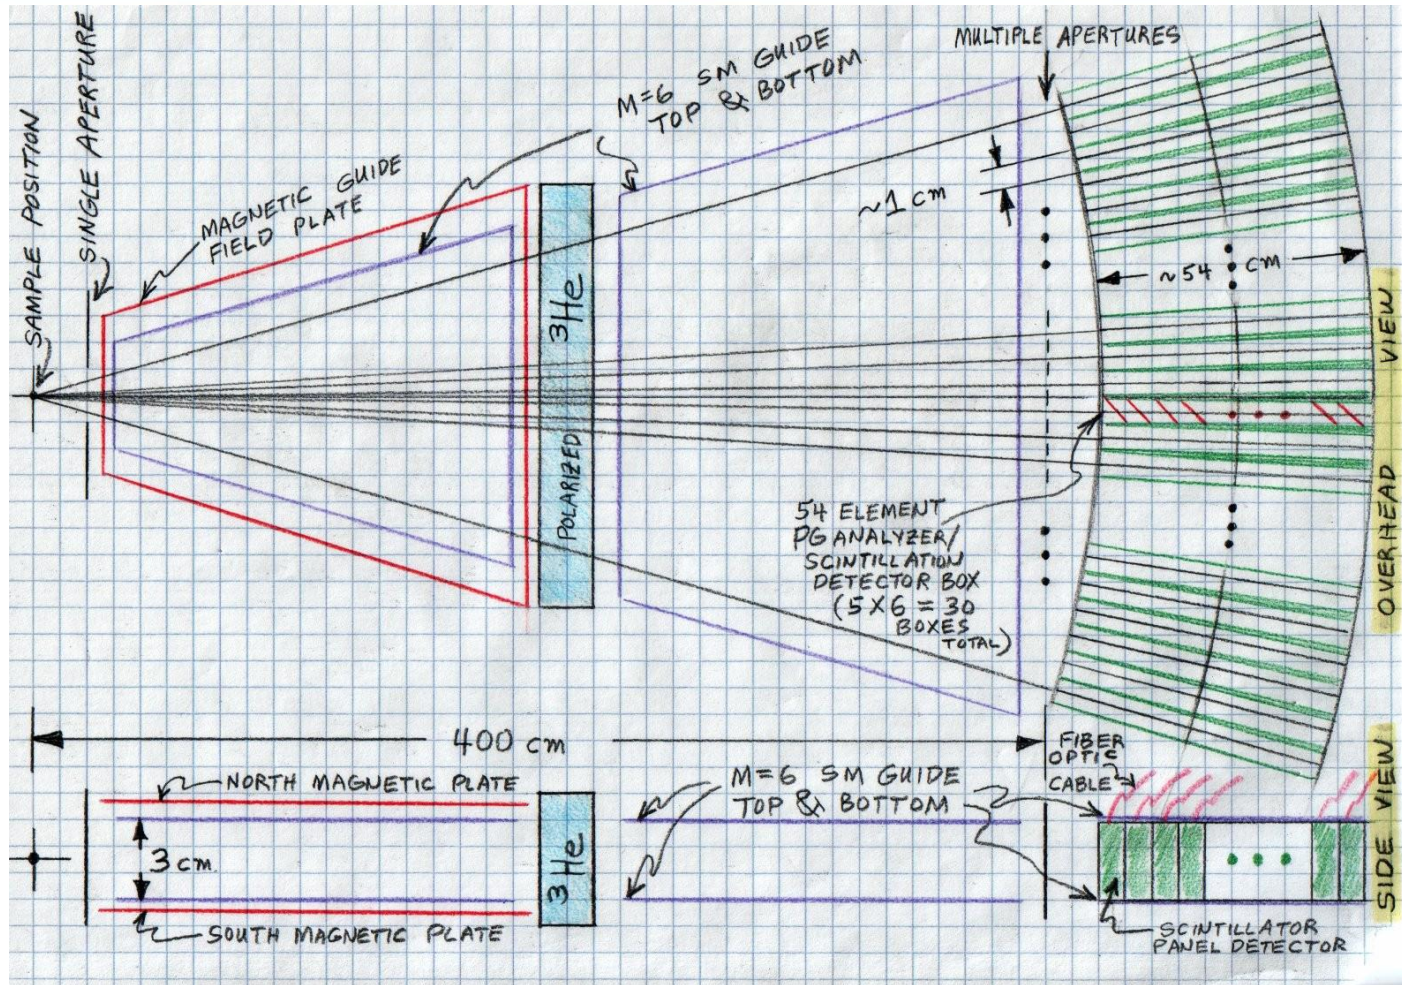 SAMPLE POSITION
SINGLE APERTURE
MAGNETIC GUIDE
FIELD PLATE
M=6 SM GUIDE
TOP & BOTTOM
MULTIPLE APERTURES
~1 cm
~54 cm
3He
POLARIZED
54 ELEMENT
PG ANALYZER/
SCINTILLATION
DETECTOR BOX
(5X6 = 30
BOXES
TOTAL)
OVERHEAD VIEW
400 cm
NORTH MAGNETIC PLATE
3 cm
SOUTH MAGNETIC PLATE
3He
M=6 SM GUIDE
TOP & BOTTOM
FIBER
OPTIC
CABLE
SCINTILLATOR
PANEL DETECTOR
SIDE VIEW